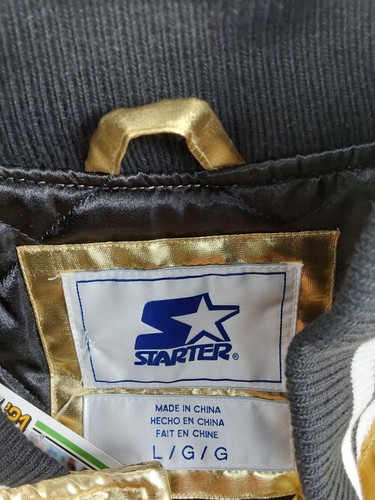 STARTER®
MADE IN CHINA
HECHO EN CHINA
FAIT EN CHINE
L/G/G